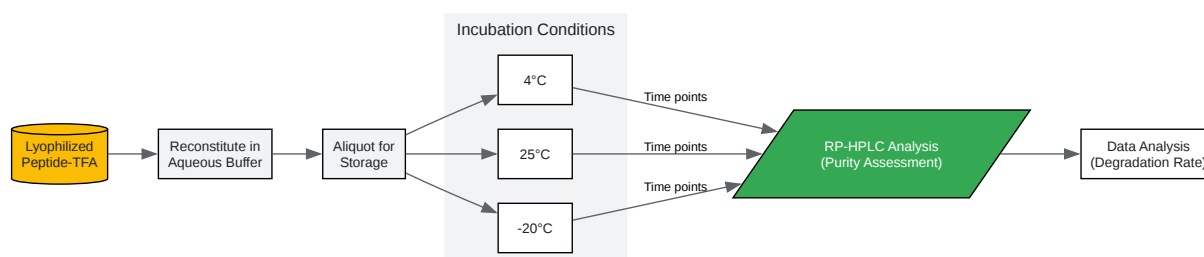 Incubation Conditions
Lyophilized
Peptide-TFA
Reconstitute in
Aqueous Buffer
Aliquot for
Storage
4°C
25°C
-20°C
Time points
Time points
Time points
RP-HPLC Analysis
(Purity Assessment)
Data Analysis
(Degradation Rate)